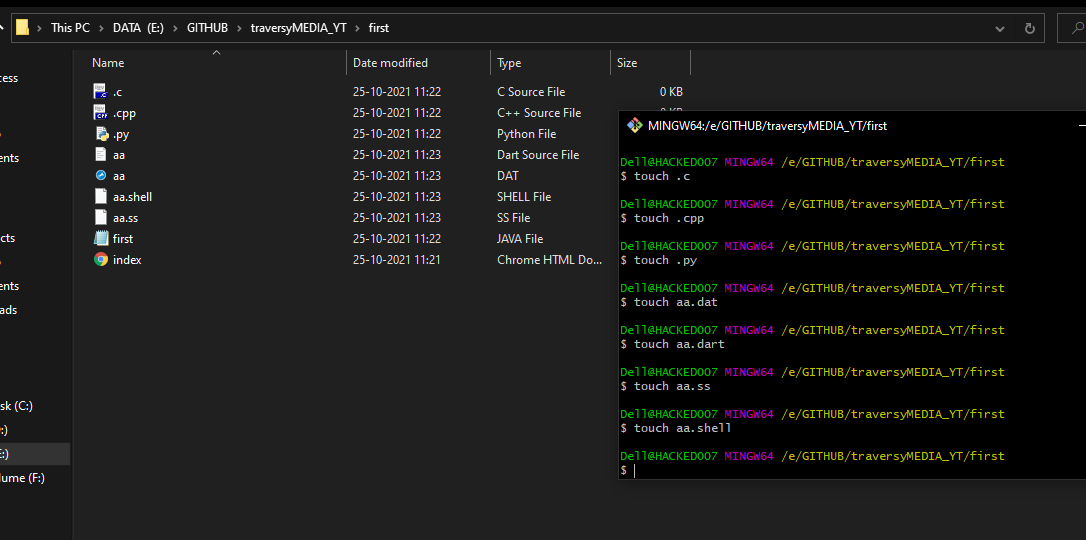 This PC > DATA (E:) > GITHUB > traversyMEDIA_YT > first
Name Date modified Type Size
.c 25-10-2021 11:22 C Source File 0 KB
.cpp 25-10-2021 11:22 C++ Source File
.py 25-10-2021 11:22 Python File
aa 25-10-2021 11:23 Dart Source File
aa 25-10-2021 11:23 DAT
aa.shell 25-10-2021 11:23 SHELL File
aa.ss 25-10-2021 11:23 SS File
first 25-10-2021 11:22 JAVA File
index 25-10-2021 11:21 Chrome HTML Do...
cess
ents
cts
ents
ads
sk (C:)
:)
E:)
lume (F:)
MINGW64:/e/GITHUB/traversyMEDIA_YT/first
Dell@HACKED007 MINGW64 /e/GITHUB/traversyMEDIA_YT/first
$ touch .c
Dell@HACKED007 MINGW64 /e/GITHUB/traversyMEDIA_YT/first
$ touch .cpp
Dell@HACKED007 MINGW64 /e/GITHUB/traversyMEDIA_YT/first
$ touch .py
Dell@HACKED007 MINGW64 /e/GITHUB/traversyMEDIA_YT/first
$ touch aa.dat
Dell@HACKED007 MINGW64 /e/GITHUB/traversyMEDIA_YT/first
$ touch aa.dart
Dell@HACKED007 MINGW64 /e/GITHUB/traversyMEDIA_YT/first
$ touch aa.ss
Dell@HACKED007 MINGW64 /e/GITHUB/traversyMEDIA_YT/first
$ touch aa.shell
Dell@HACKED007 MINGW64 /e/GITHUB/traversyMEDIA_YT/first
$